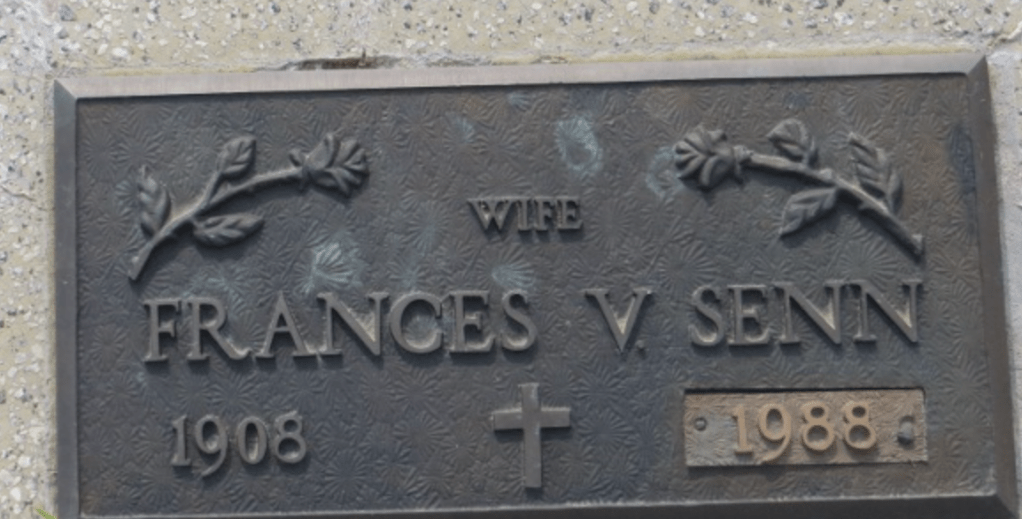 WIFE
FRANCES V. SENN
1908 1988